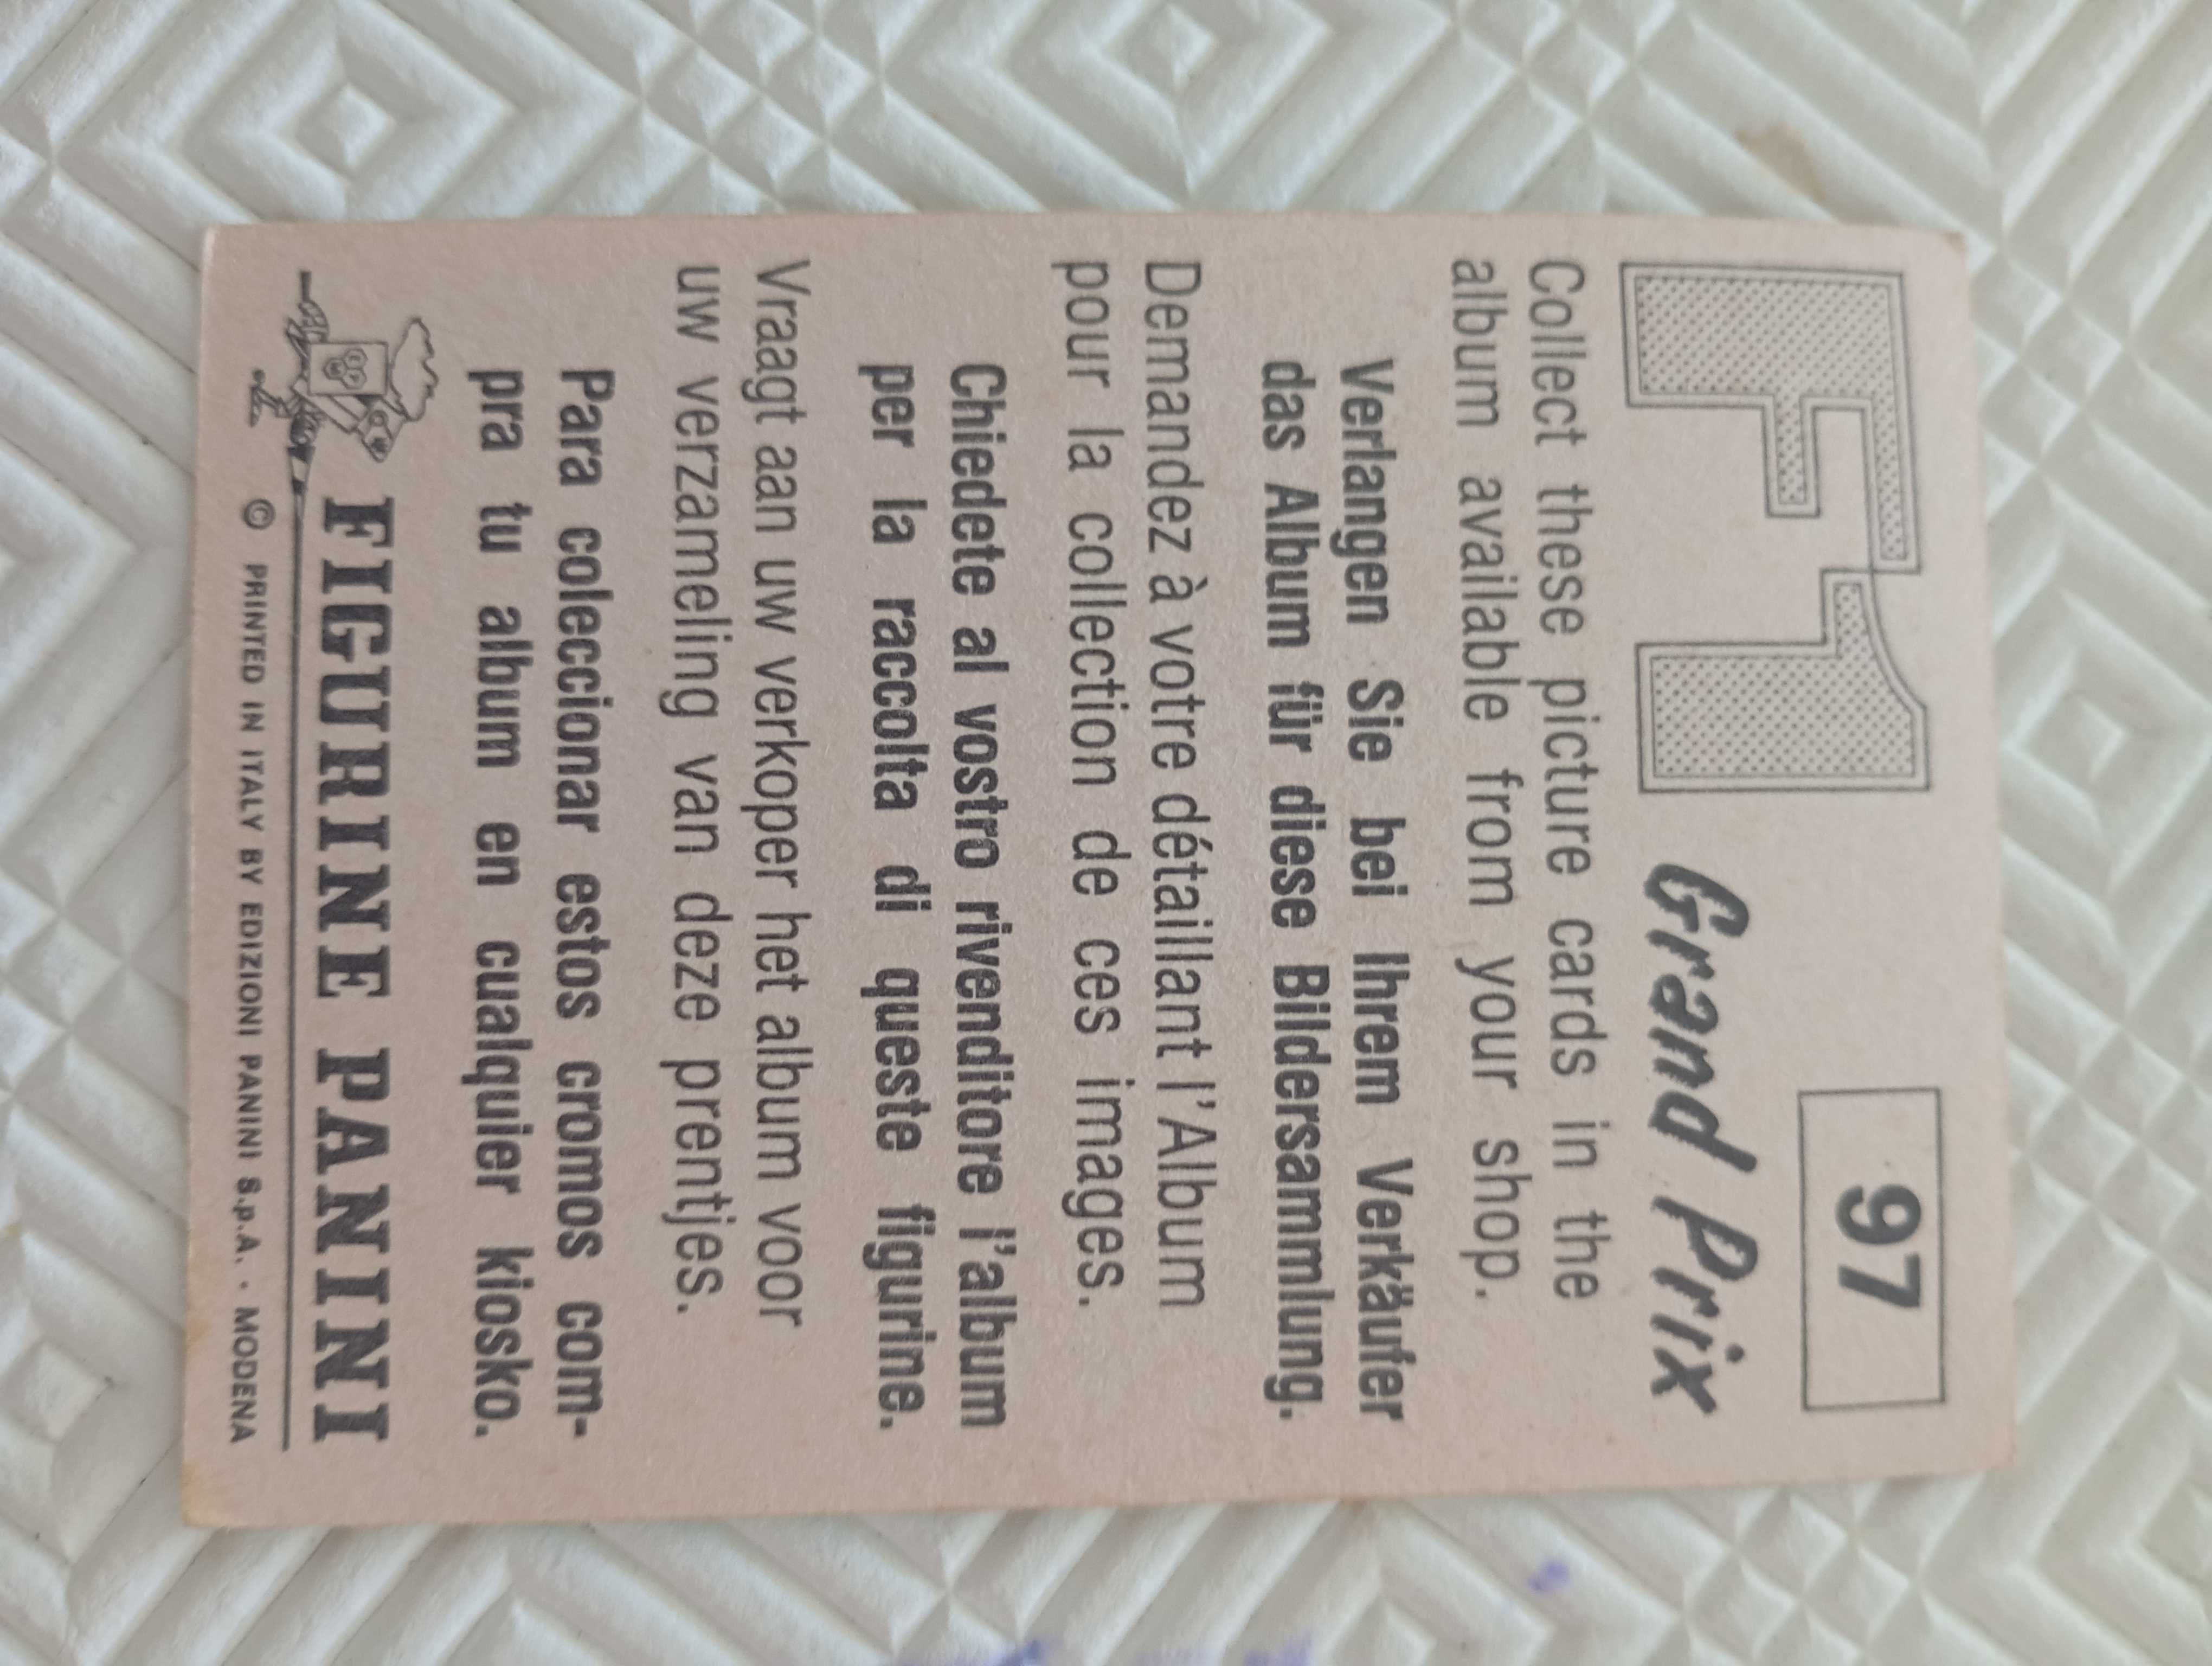 97
F1 Grand Prix
Collect these picture cards in the
album available from your shop.
Verlangen Sie bei Ihrem Verkäufer
das Album für diese Bildersammlung.
Demandez à votre détaillant l'Album
pour la collection de ces images.
Chiedete al vostro rivenditore l'album
per la raccolta di queste figurine.
Vraagt aan uw verkoper het album voor
uw verzameling van deze prentjes.
Para coleccionar estos cromos com-
pra tu album en cualquier kiosko.
FIGURINE PANINI
© PRINTED IN ITALY BY EDIZIONI PANINI S.p.A. - MODENA